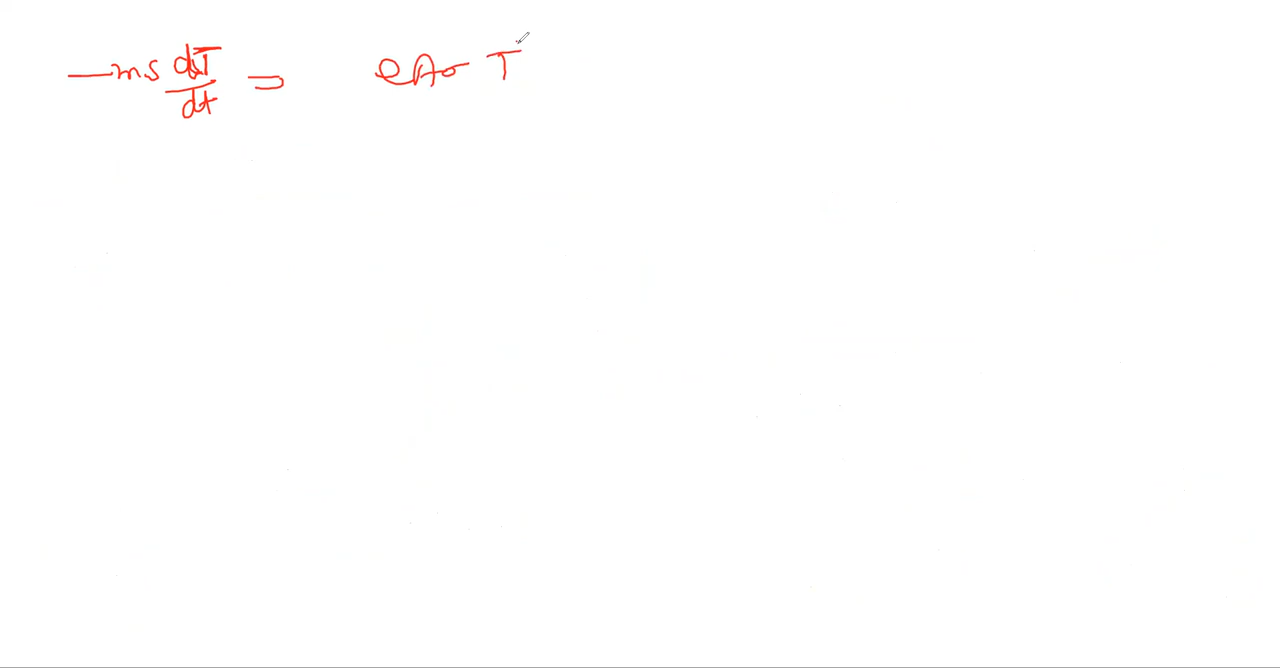 -ms dT/dt = eAσ T